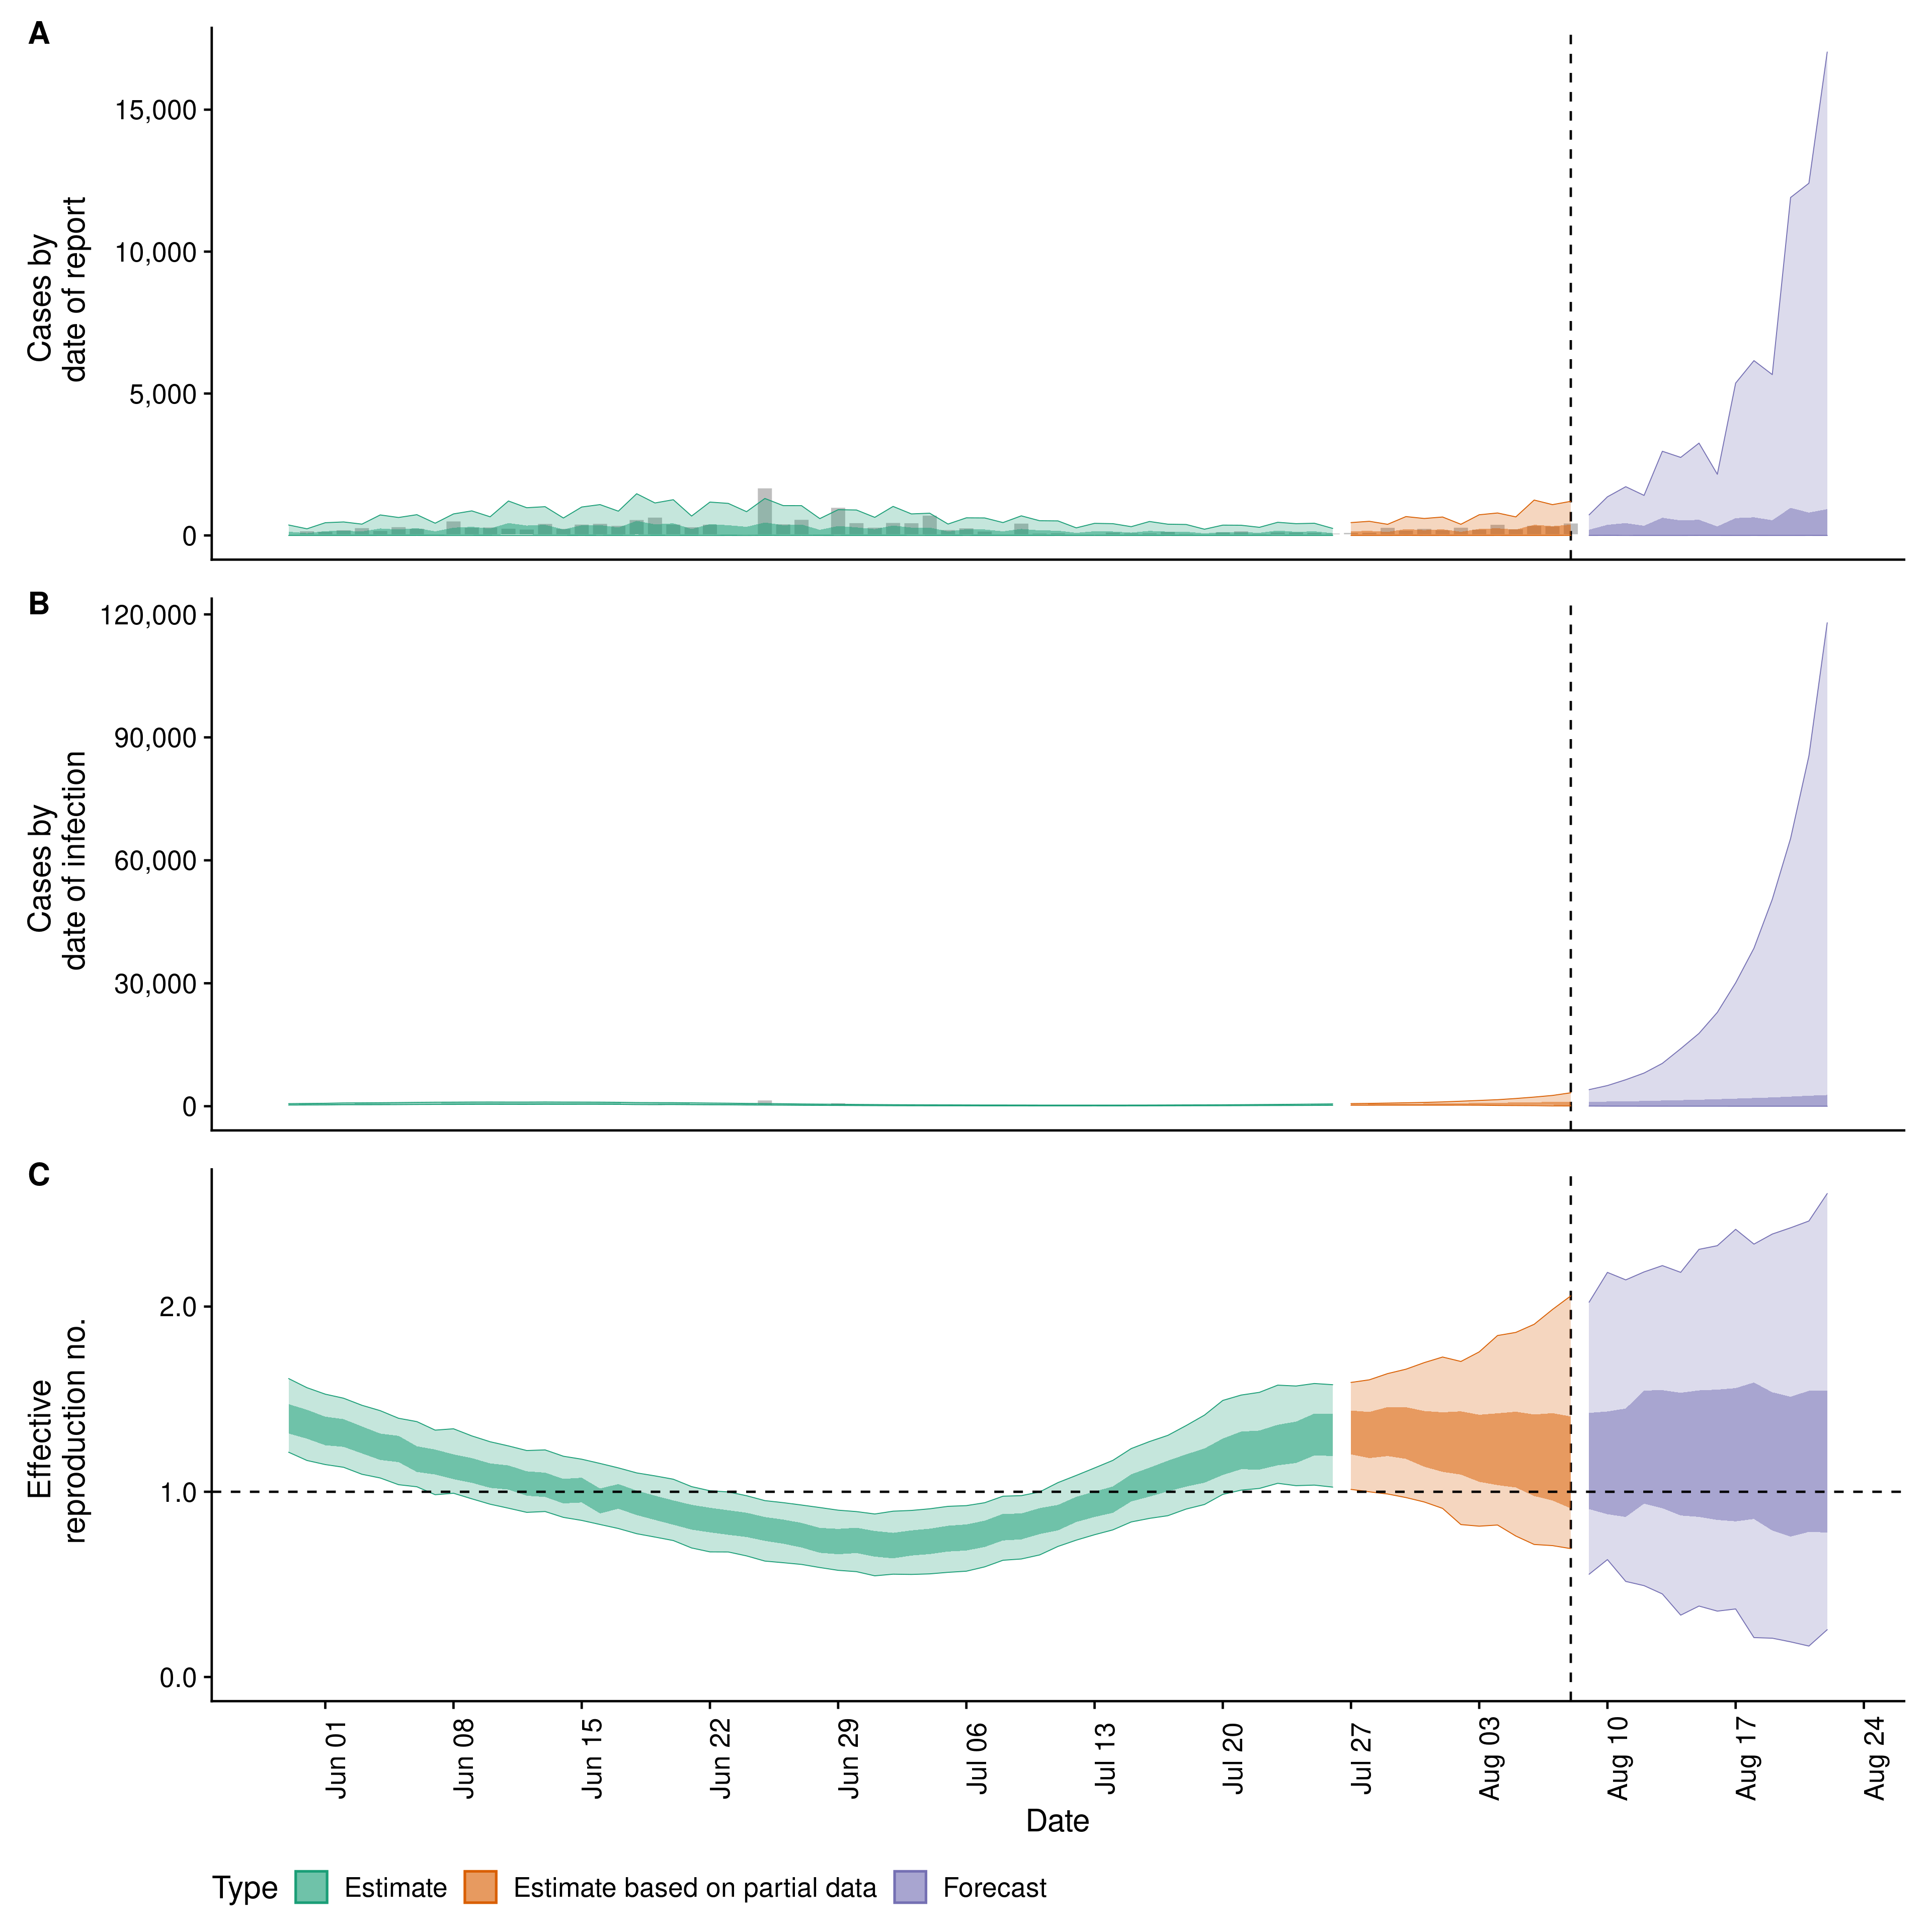 A
Cases by
date of report
15,000
10,000
5,000
0
B
Cases by
date of infection
120,000
90,000
60,000
30,000
0
C
Effective
reproduction no.
2.0
1.0
0.0
Jun 01
Jun 08
Jun 15
Jun 22
Jun 29
Jul 06
Jul 13
Jul 20
Jul 27
Aug 03
Aug 10
Aug 17
Aug 24
Date
Type
Estimate
Estimate based on partial data
Forecast